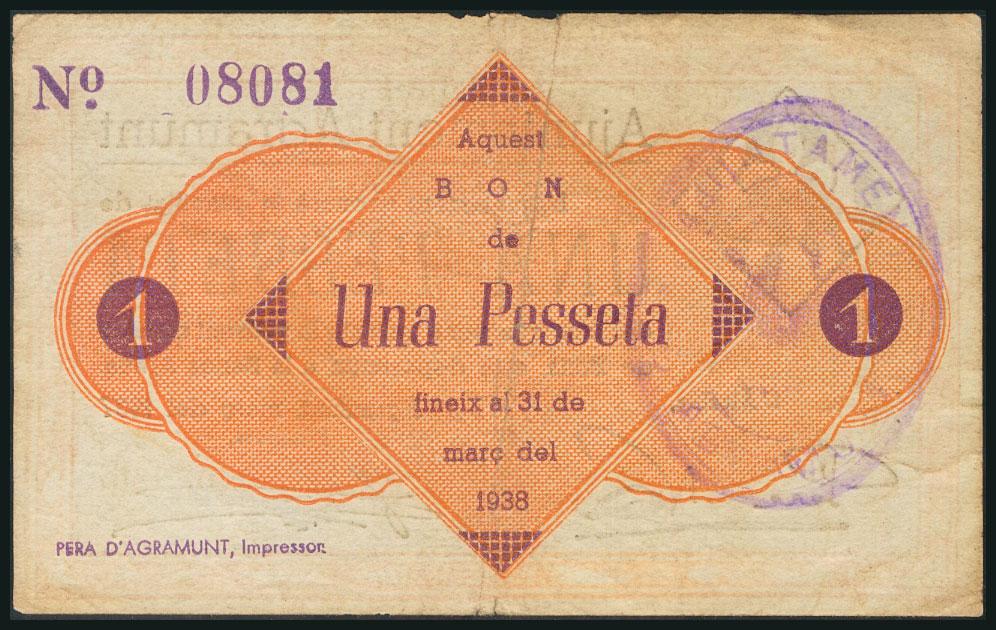 Nº. 08081
Aquest
BON
de
1 Una Pesseta 1
fineix al 31 de
març del
1938
PERA D'AGRAMUNT, Impressor.